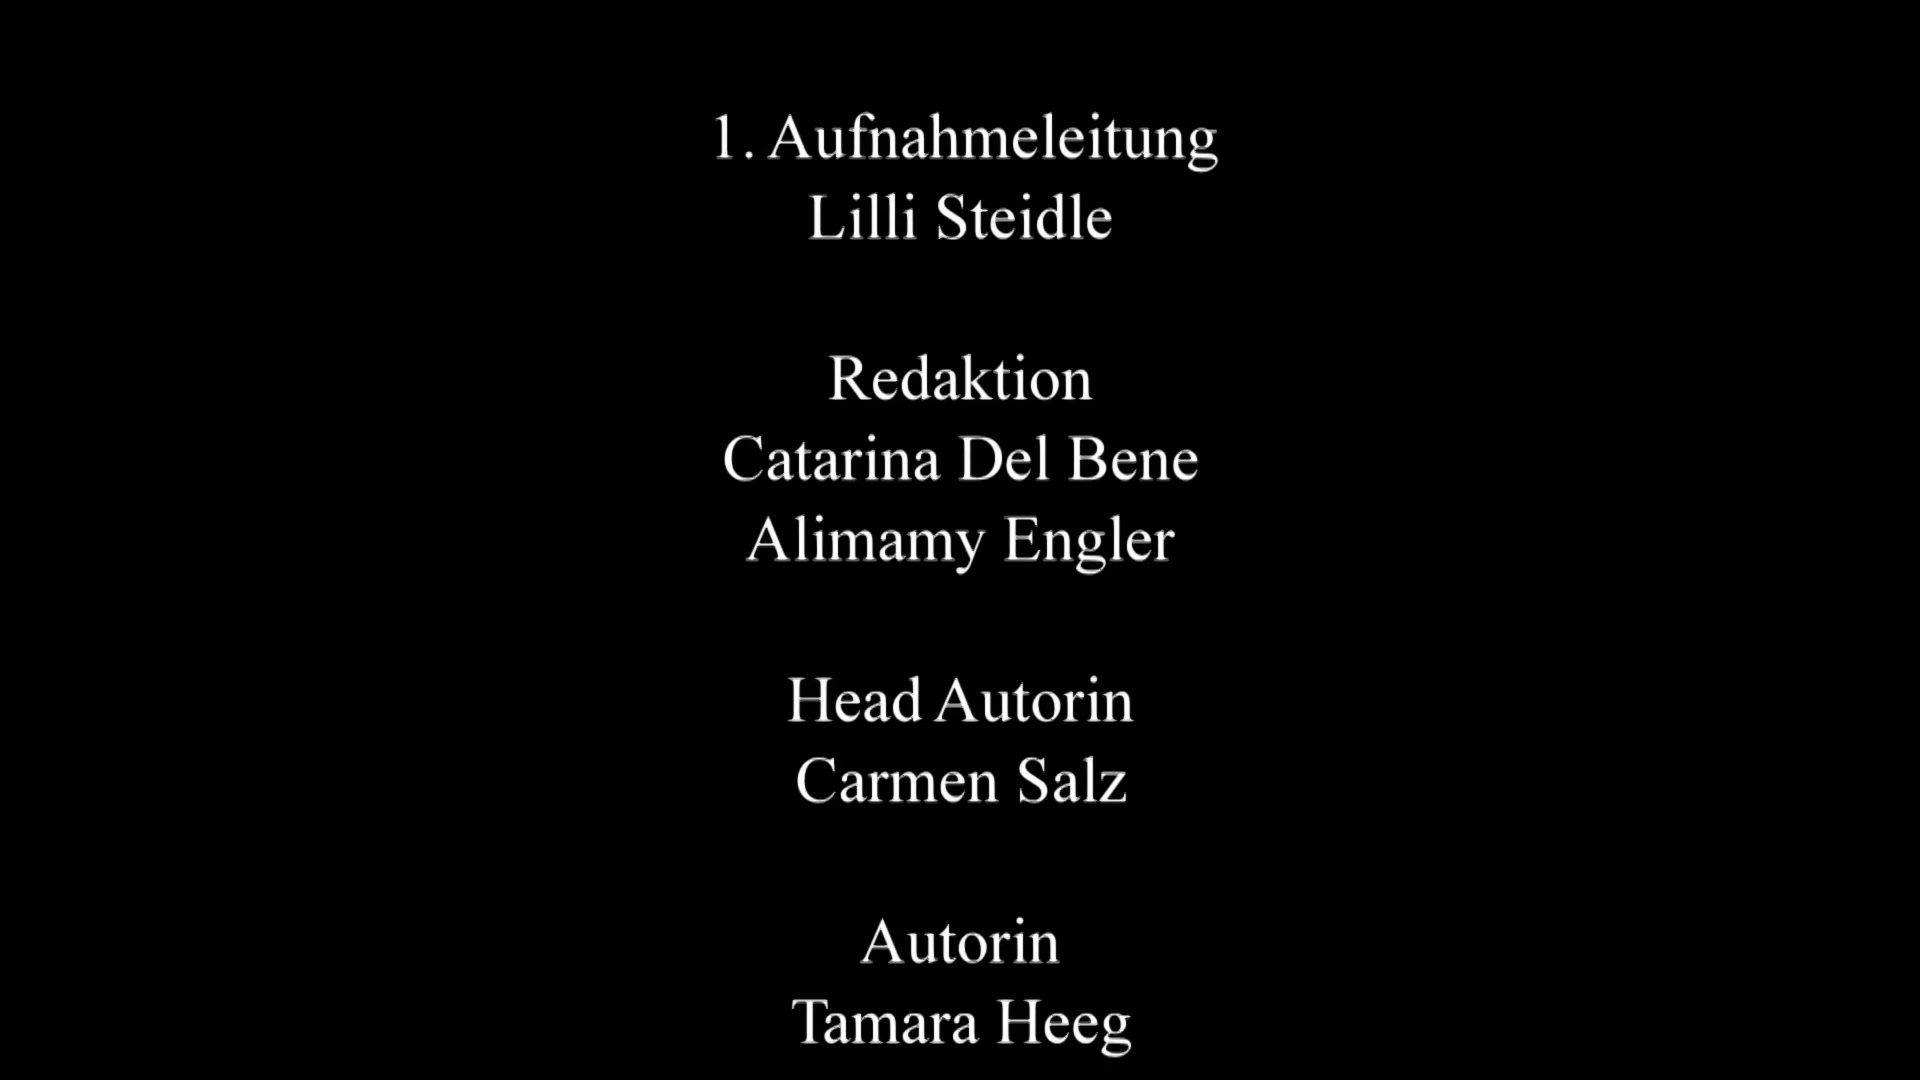 1. Aufnahmeleitung
Lilli Steidle
Redaktion
Catarina Del Bene
Alimamy Engler
Head Autorin
Carmen Salz
Autorin
Tamara Heeg